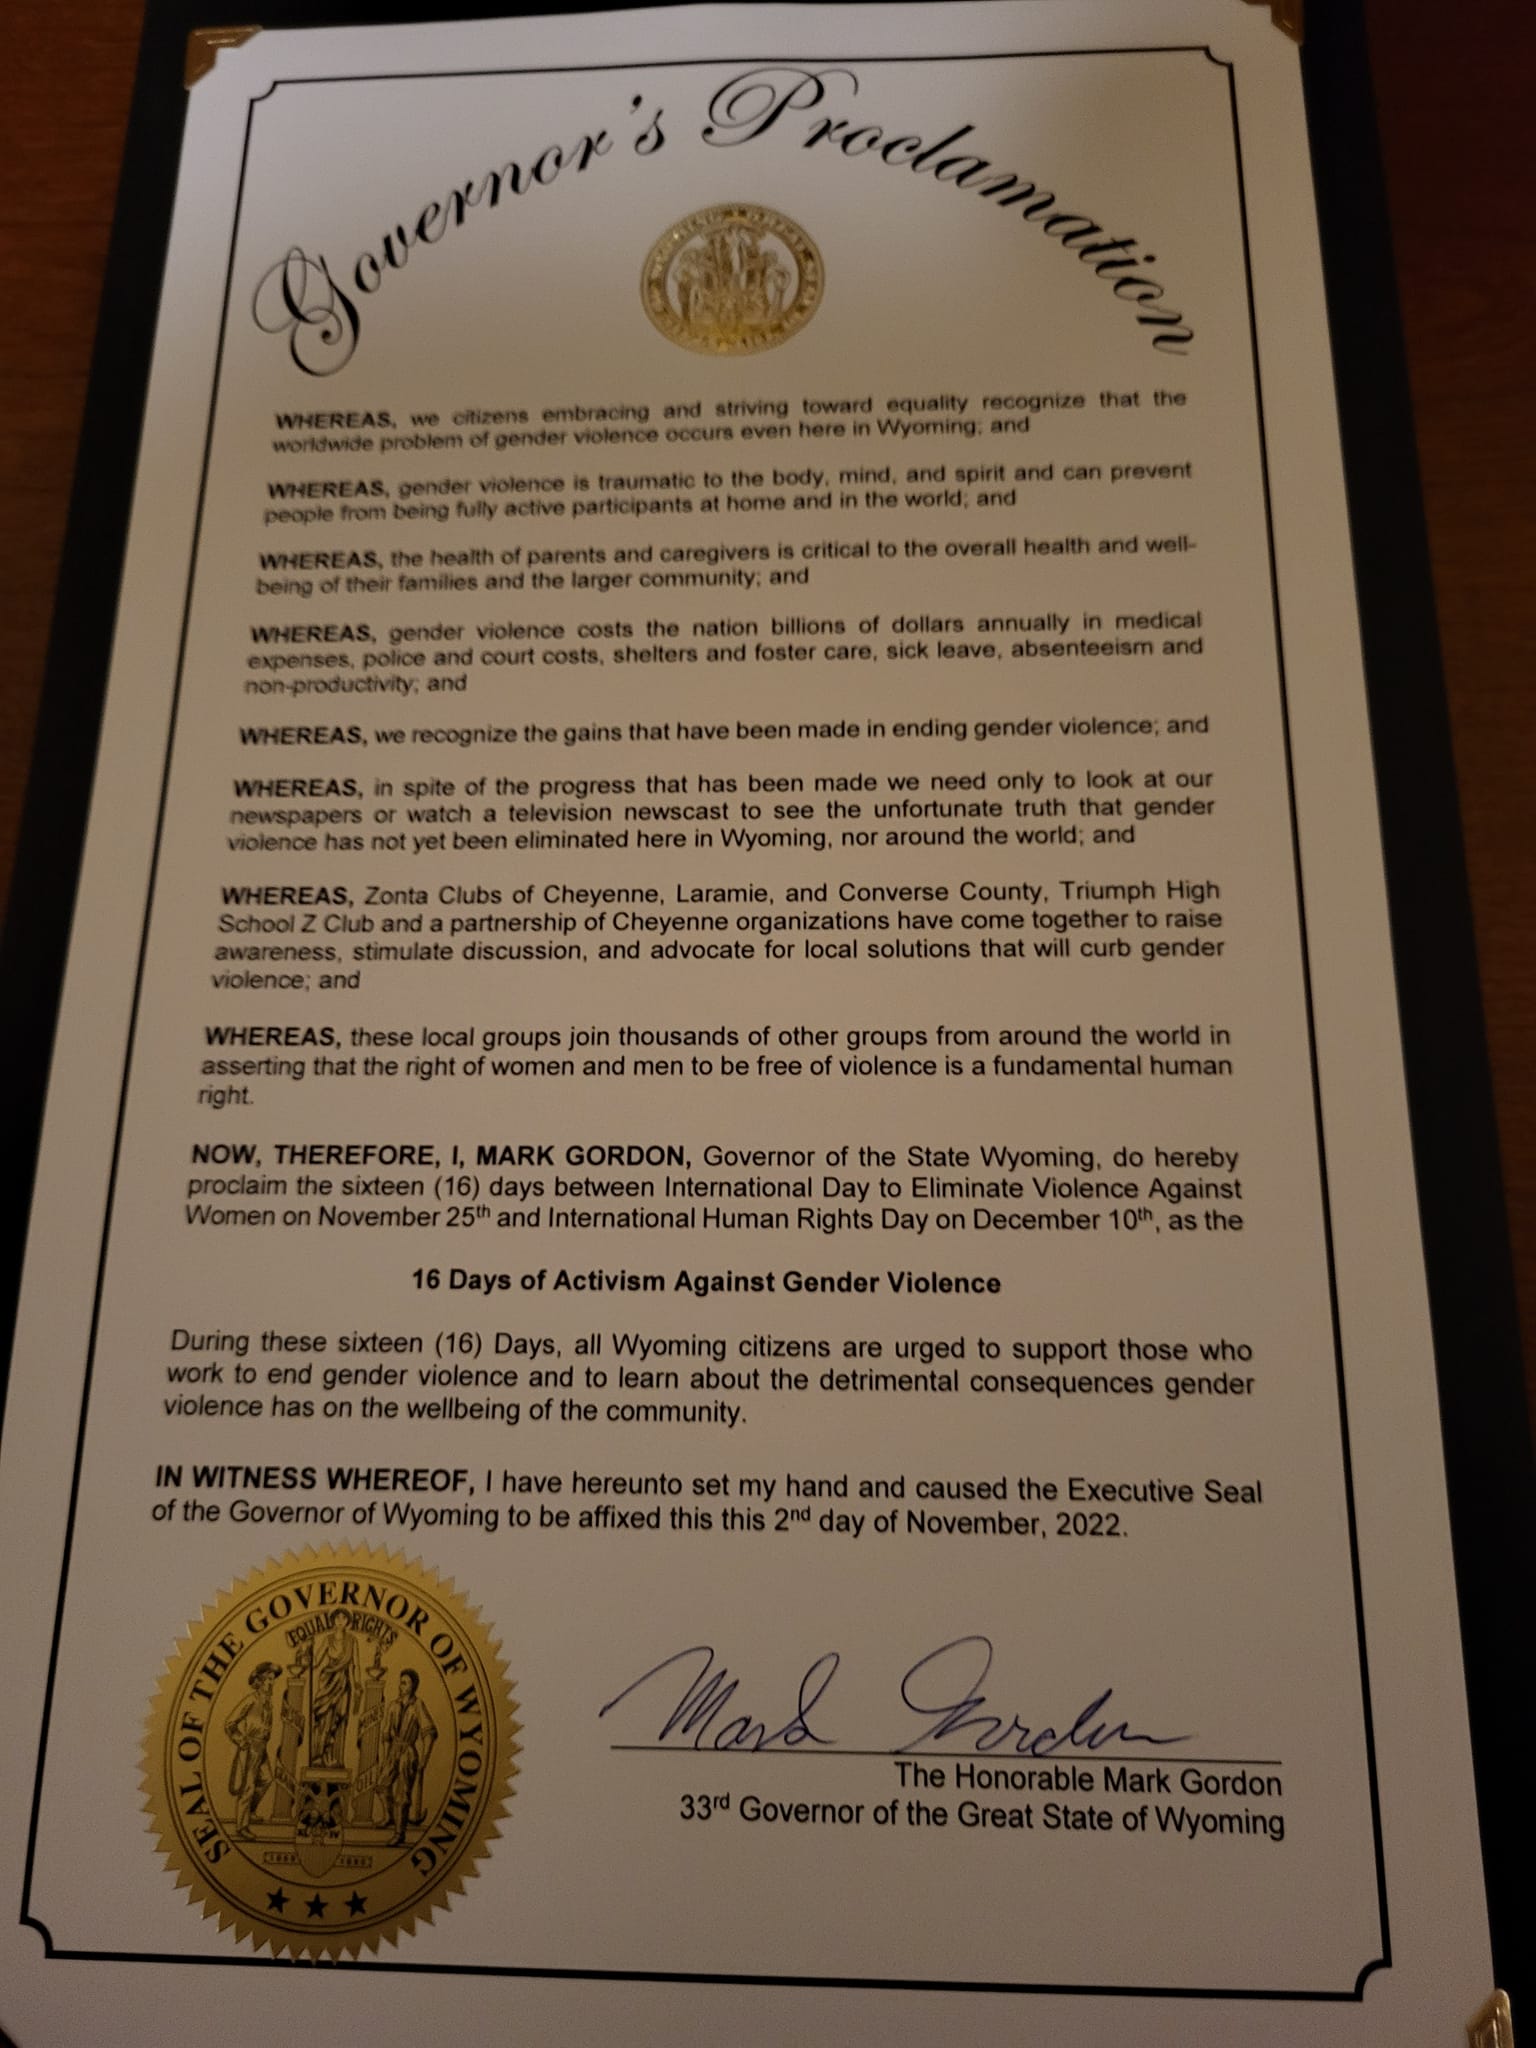 Governor's Proclamation
WHEREAS, we citizens embracing and striving toward equality recognize that the
worldwide problem of gender violence occurs even here in Wyoming; and
WHEREAS, gender violence is traumatic to the body, mind, and spirit and can prevent
people from being fully active participants at home and in the world; and
WHEREAS, the health of parents and caregivers is critical to the overall health and well-
being of their families and the larger community; and
WHEREAS, gender violence costs the nation billions of dollars annually in medical
expenses, police and court costs, shelters and foster care, sick leave, absenteeism and
non-productivity; and
WHEREAS, we recognize the gains that have been made in ending gender violence; and
WHEREAS, in spite of the progress that has been made we need only to look at our
newspapers or watch a television newscast to see the unfortunate truth that gender
violence has not yet been eliminated here in Wyoming, nor around the world; and
WHEREAS, Zonta Clubs of Cheyenne, Laramie, and Converse County, Triumph High
School Z Club and a partnership of Cheyenne organizations have come together to raise
awareness, stimulate discussion, and advocate for local solutions that will curb gender
violence; and
WHEREAS, these local groups join thousands of other groups from around the world in
asserting that the right of women and men to be free of violence is a fundamental human
right.
NOW, THEREFORE, I, MARK GORDON, Governor of the State Wyoming, do hereby
proclaim the sixteen (16) days between International Day to Eliminate Violence Against
Women on November 25th and International Human Rights Day on December 10th, as the
16 Days of Activism Against Gender Violence
During these sixteen (16) Days, all Wyoming citizens are urged to support those who
work to end gender violence and to learn about the detrimental consequences gender
violence has on the wellbeing of the community.
IN WITNESS WHEREOF, I have hereunto set my hand and caused the Executive Seal
of the Governor of Wyoming to be affixed this this 2nd day of November, 2022.
SEAL OF THE GOVERNOR OF WYOMING
EQUAL RIGHTS
OIL
1869 1890
Mark Gordon
The Honorable Mark Gordon
33rd Governor of the Great State of Wyoming